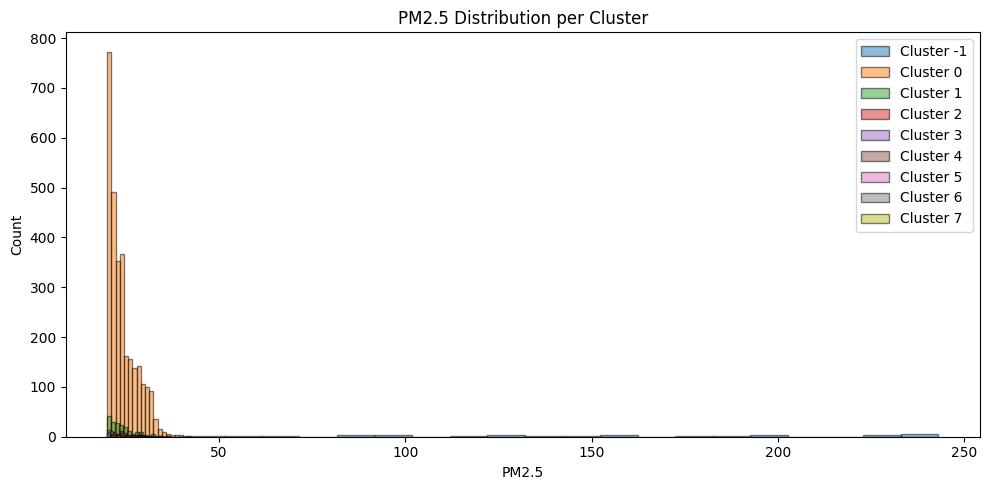 PM2.5 Distribution per Cluster
800
700
600
500
400
300
200
100
0
Count
50
100
150
200
250
PM2.5
Cluster -1
Cluster 0
Cluster 1
Cluster 2
Cluster 3
Cluster 4
Cluster 5
Cluster 6
Cluster 7